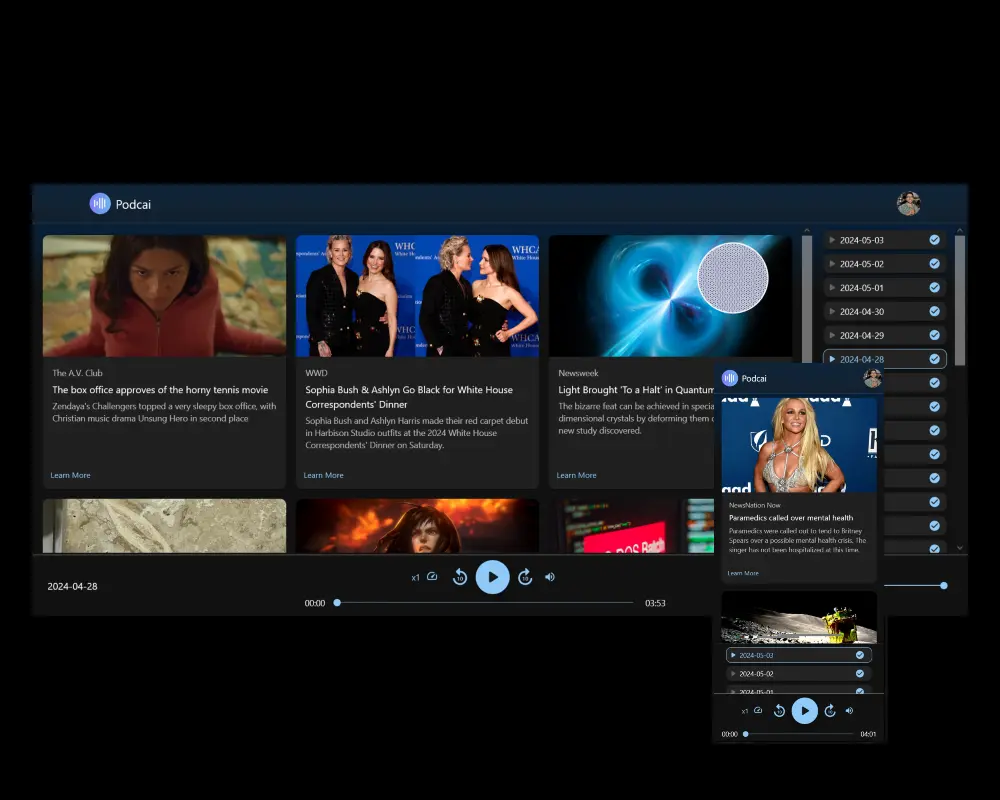 Podcai
WHCA
WHCA
WHCA
The A.V. Club
The box office approves of the horny tennis movie
Zendaya's Challengers topped a very sleepy box office, with
Christian music drama Unsung Hero in second place
Learn More
WWD
Sophia Bush & Ashlyn Go Black for White House
Correspondents' Dinner
Sophia Bush and Ashlyn Harris made their red carpet debut
in Harbison Studio outfits at the 2024 White House
Correspondents' Dinner on Saturday.
Learn More
Newsweek
Light Brought 'To a Halt' in Quantum
The bizarre feat can be achieved in
dimensional crystals by deforming them
new study discovered.
Learn More
2024-05-03
2024-05-02
2024-05-01
2024-04-30
2024-04-29
2024-04-28
2024-04-28
x1
10
10
00:00
03:53
Podcai
NewsNation Now
Paramedics called over mental health
Paramedics were called out to tend to Britney
Spears over a possible mental health crisis. The
singer has not been hospitalized at this time.
Learn More
2024-05-03
2024-05-02
2024-05-01
x1
00:00
04:01